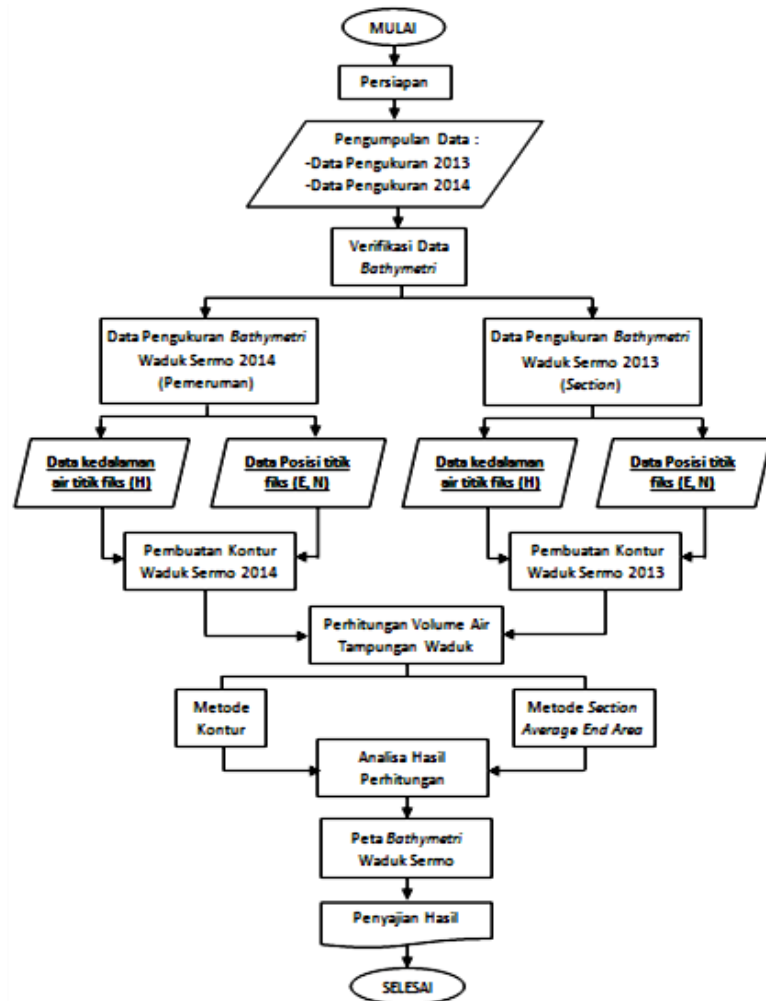 MULAI
Persiapan
Pengumpulan Data :
-Data Pengukuran 2013
-Data Pengukuran 2014
Verifikasi Data
Bathymetri
Data Pengukuran Bathymetri
Waduk Sermo 2014
(Pemeruman)
Data Pengukuran Bathymetri
Waduk Sermo 2013
(Section)
Data kedalaman
air titik fiks (H)
Data Posisi titik
fiks (E, N)
Data kedalaman
air titik fiks (H)
Data Posisi titik
fiks (E, N)
Pembuatan Kontur
Waduk Sermo 2014
Pembuatan Kontur
Waduk Sermo 2013
Perhitungan Volume Air
Tampungan Waduk
Metode
Kontur
Metode Section
Average End Area
Analisa Hasil
Perhitungan
Peta Bathymetri
Waduk Sermo
Penyajian Hasil
SELESAI